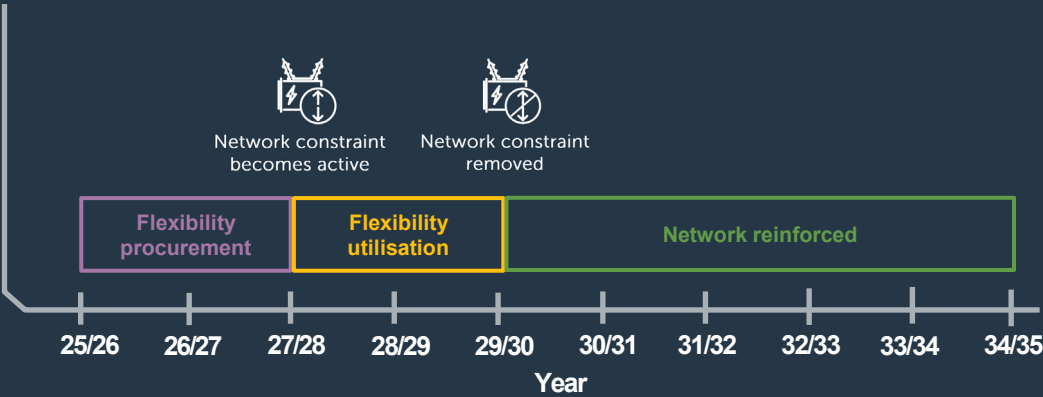 Network constraint
becomes active
Network constraint
removed
Flexibility
procurement
Flexibility
utilisation
Network reinforced
25/26 26/27 27/28 28/29 29/30 30/31 31/32 32/33 33/34 34/35
Year